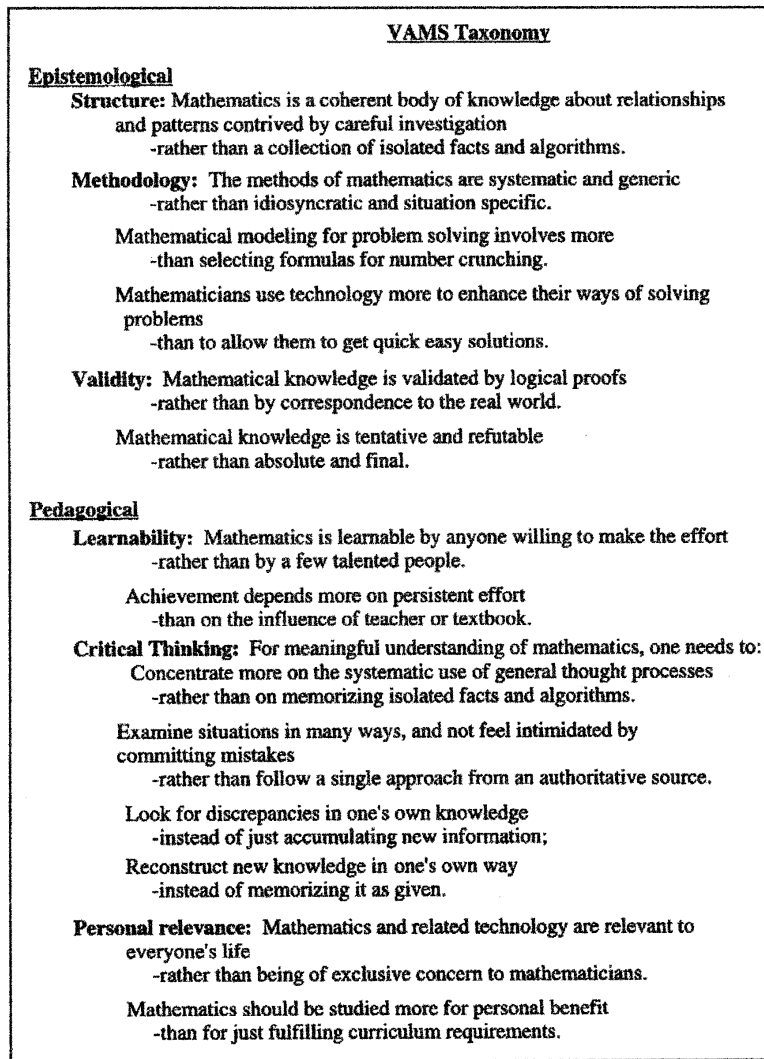 VAMS Taxonomy
Epistemological
Structure: Mathematics is a coherent body of knowledge about relationships
and patterns contrived by careful investigation
-rather than a collection of isolated facts and algorithms.
Methodology: The methods of mathematics are systematic and generic
-rather than idiosyncratic and situation specific.
Mathematical modeling for problem solving involves more
-than selecting formulas for number crunching.
Mathematicians use technology more to enhance their ways of solving
problems
-than to allow them to get quick easy solutions.
Validity: Mathematical knowledge is validated by logical proofs
-rather than by correspondence to the real world.
Mathematical knowledge is tentative and refutable
-rather than absolute and final.
Pedagogical
Learnability: Mathematics is learnable by anyone willing to make the effort
-rather than by a few talented people.
Achievement depends more on persistent effort
-than on the influence of teacher or textbook.
Critical Thinking: For meaningful understanding of mathematics, one needs to:
Concentrate more on the systematic use of general thought processes
-rather than on memorizing isolated facts and algorithms.
Examine situations in many ways, and not feel intimidated by
committing mistakes
-rather than follow a single approach from an authoritative source.
Look for discrepancies in one's own knowledge
-instead of just accumulating new information;
Reconstruct new knowledge in one's own way
-instead of memorizing it as given.
Personal relevance: Mathematics and related technology are relevant to
everyone's life
-rather than being of exclusive concern to mathematicians.
Mathematics should be studied more for personal benefit
-than for just fulfilling curriculum requirements.